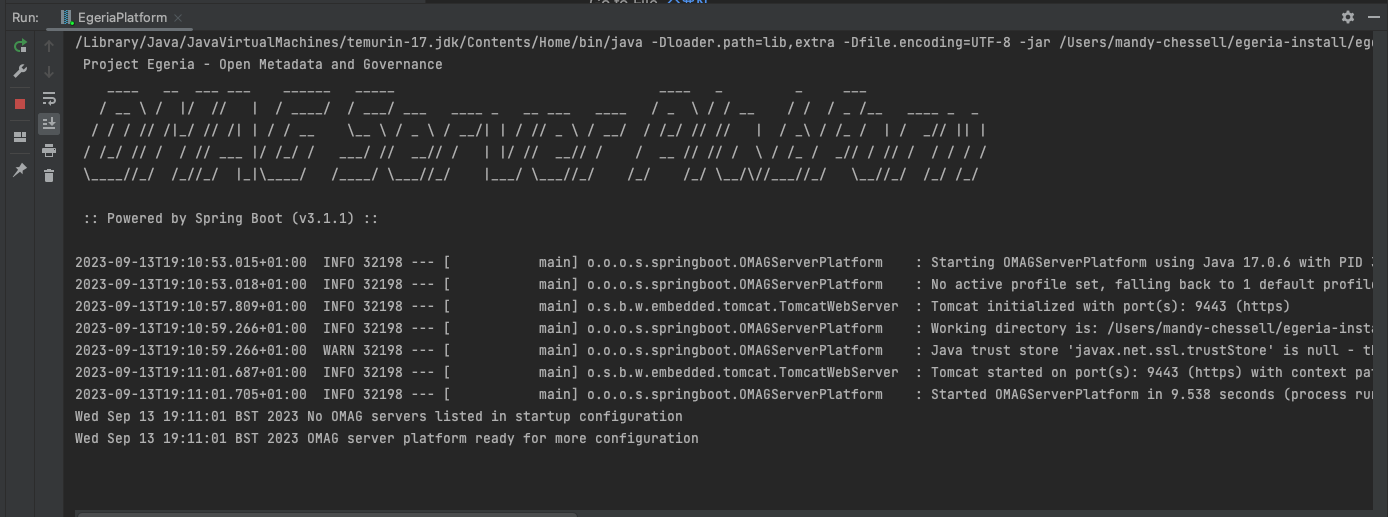 Run: EgeriaPlatform
/Library/Java/JavaVirtualMachines/temurin-17.jdk/Contents/Home/bin/java -Dloader.path=lib,extra -Dfile.encoding=UTF-8 -jar /Users/mandy-chessell/egeria-install/ege
Project Egeria - Open Metadata and Governance
OMAG Server Platform
:: Powered by Spring Boot (v3.1.1) ::
2023-09-13T19:10:53.015+01:00  INFO 32198 --- [           main] o.o.o.s.springboot.OMAGServerPlatform    : Starting OMAGServerPlatform using Java 17.0.6 with PID
2023-09-13T19:10:53.018+01:00  INFO 32198 --- [           main] o.o.o.s.springboot.OMAGServerPlatform    : No active profile set, falling back to 1 default profil
2023-09-13T19:10:57.809+01:00  INFO 32198 --- [           main] o.s.b.w.embedded.tomcat.TomcatWebServer  : Tomcat initialized with port(s): 9443 (https)
2023-09-13T19:10:59.266+01:00  INFO 32198 --- [           main] o.o.o.s.springboot.OMAGServerPlatform    : Working directory is: /Users/mandy-chessell/egeria-insta
2023-09-13T19:10:59.266+01:00  WARN 32198 --- [           main] o.o.o.s.springboot.OMAGServerPlatform    : Java trust store 'javax.net.ssl.trustStore' is null - th
2023-09-13T19:11:01.687+01:00  INFO 32198 --- [           main] o.s.b.w.embedded.tomcat.TomcatWebServer  : Tomcat started on port(s): 9443 (https) with context pa
2023-09-13T19:11:01.705+01:00  INFO 32198 --- [           main] o.o.o.s.springboot.OMAGServerPlatform    : Started OMAGServerPlatform in 9.538 seconds (process ru
Wed Sep 13 19:11:01 BST 2023 No OMAG servers listed in startup configuration
Wed Sep 13 19:11:01 BST 2023 OMAG server platform ready for more configuration